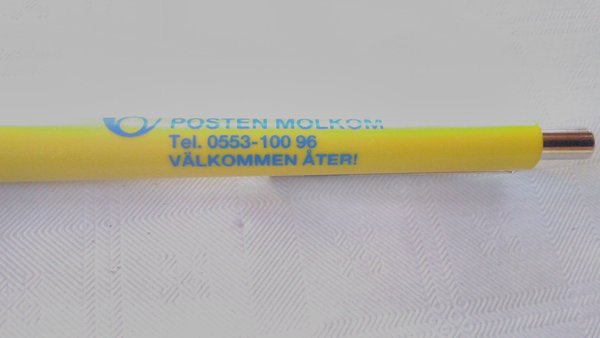 POSTEN MOLKOM
Tel. 0553-100 96
VÄLKOMMEN ÅTER!